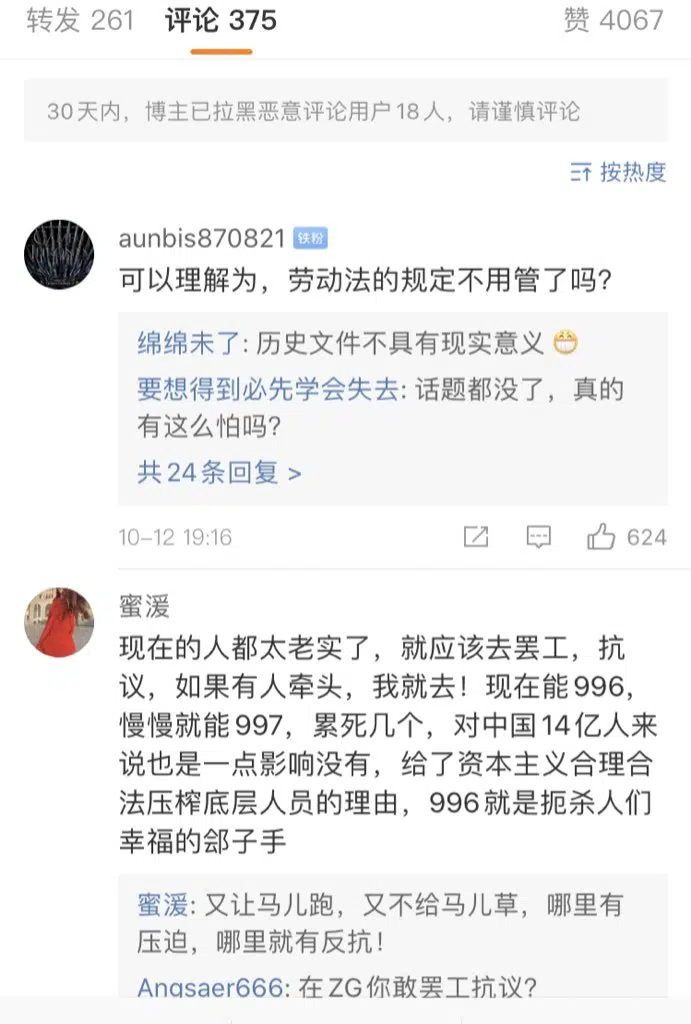 转发 261 评论 375 赞 4067
30天内，博主已拉黑恶意评论用户18人，请谨慎评论
按热度
aunbis870821 铁粉
可以理解为，劳动法的规定不用管了吗？
绵绵未了: 历史文件不具有现实意义 😁
要想得到必先学会失去: 话题都没了，真的
有这么怕吗？
共24条回复 >
10-12 19:16 624
蜜湲
现在的人都太老实了，就应该去罢工，抗
议，如果有人牵头，我就去！现在能996，
慢慢就能997，累死几个，对中国14亿人来
说也是一点影响没有，给了资本主义合理合
法压榨底层人员的理由，996就是扼杀人们
幸福的郐子手
蜜湲: 又让马儿跑，又不给马儿草，哪里有
压迫，哪里就有反抗！
Angsaer666: 在ZG你敢罢工抗议？